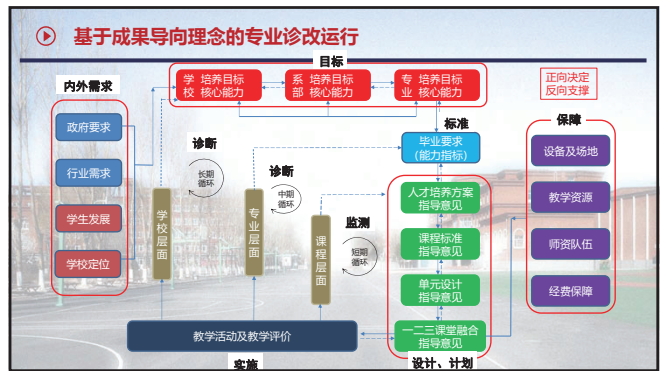 基于成果导向理念的专业诊改运行
目标
内外需求
学校 培养目标
核心能力
系部 培养目标
核心能力
专业 培养目标
核心能力
正向决定
反向支撑
政府要求
行业需求
学生发展
学校定位
诊断
长期
循环
诊断
中期
循环
监测
短期
循环
学校层面
专业层面
课程层面
标准
毕业要求
(能力指标)
人才培养方案
指导意见
课程标准
指导意见
单元设计
指导意见
一二三课堂融合
指导意见
保障
设备及场地
教学资源
师资队伍
经费保障
教学活动及教学评价
实施
设计、计划